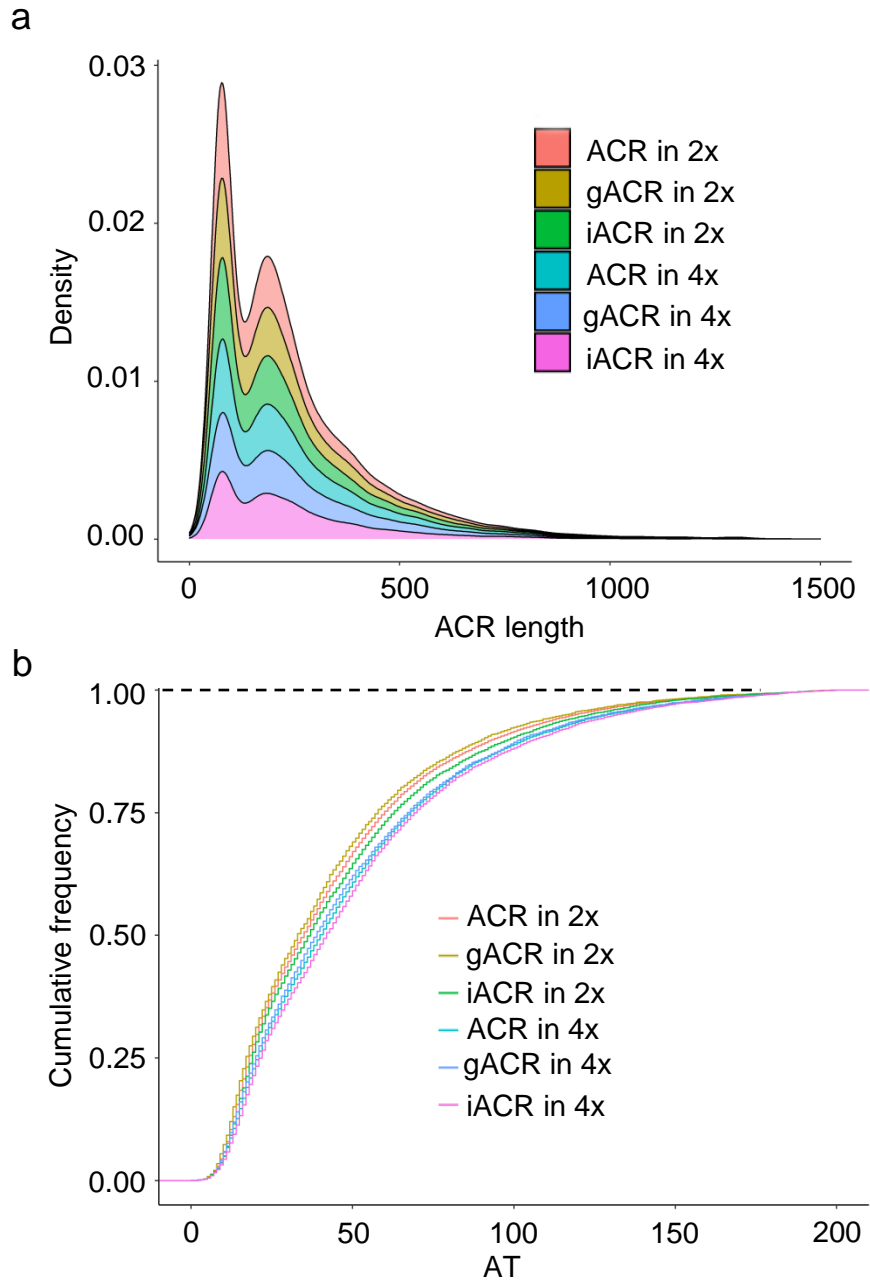 a
0.03
0.02
0.01
0.00
Density
ACR in 2x
gACR in 2x
iACR in 2x
ACR in 4x
gACR in 4x
iACR in 4x
0
500
1000
1500
ACR length
b
1.00
0.75
0.50
0.25
0.00
Cumulative frequency
ACR in 2x
gACR in 2x
iACR in 2x
ACR in 4x
gACR in 4x
iACR in 4x
0
50
100
150
200
AT